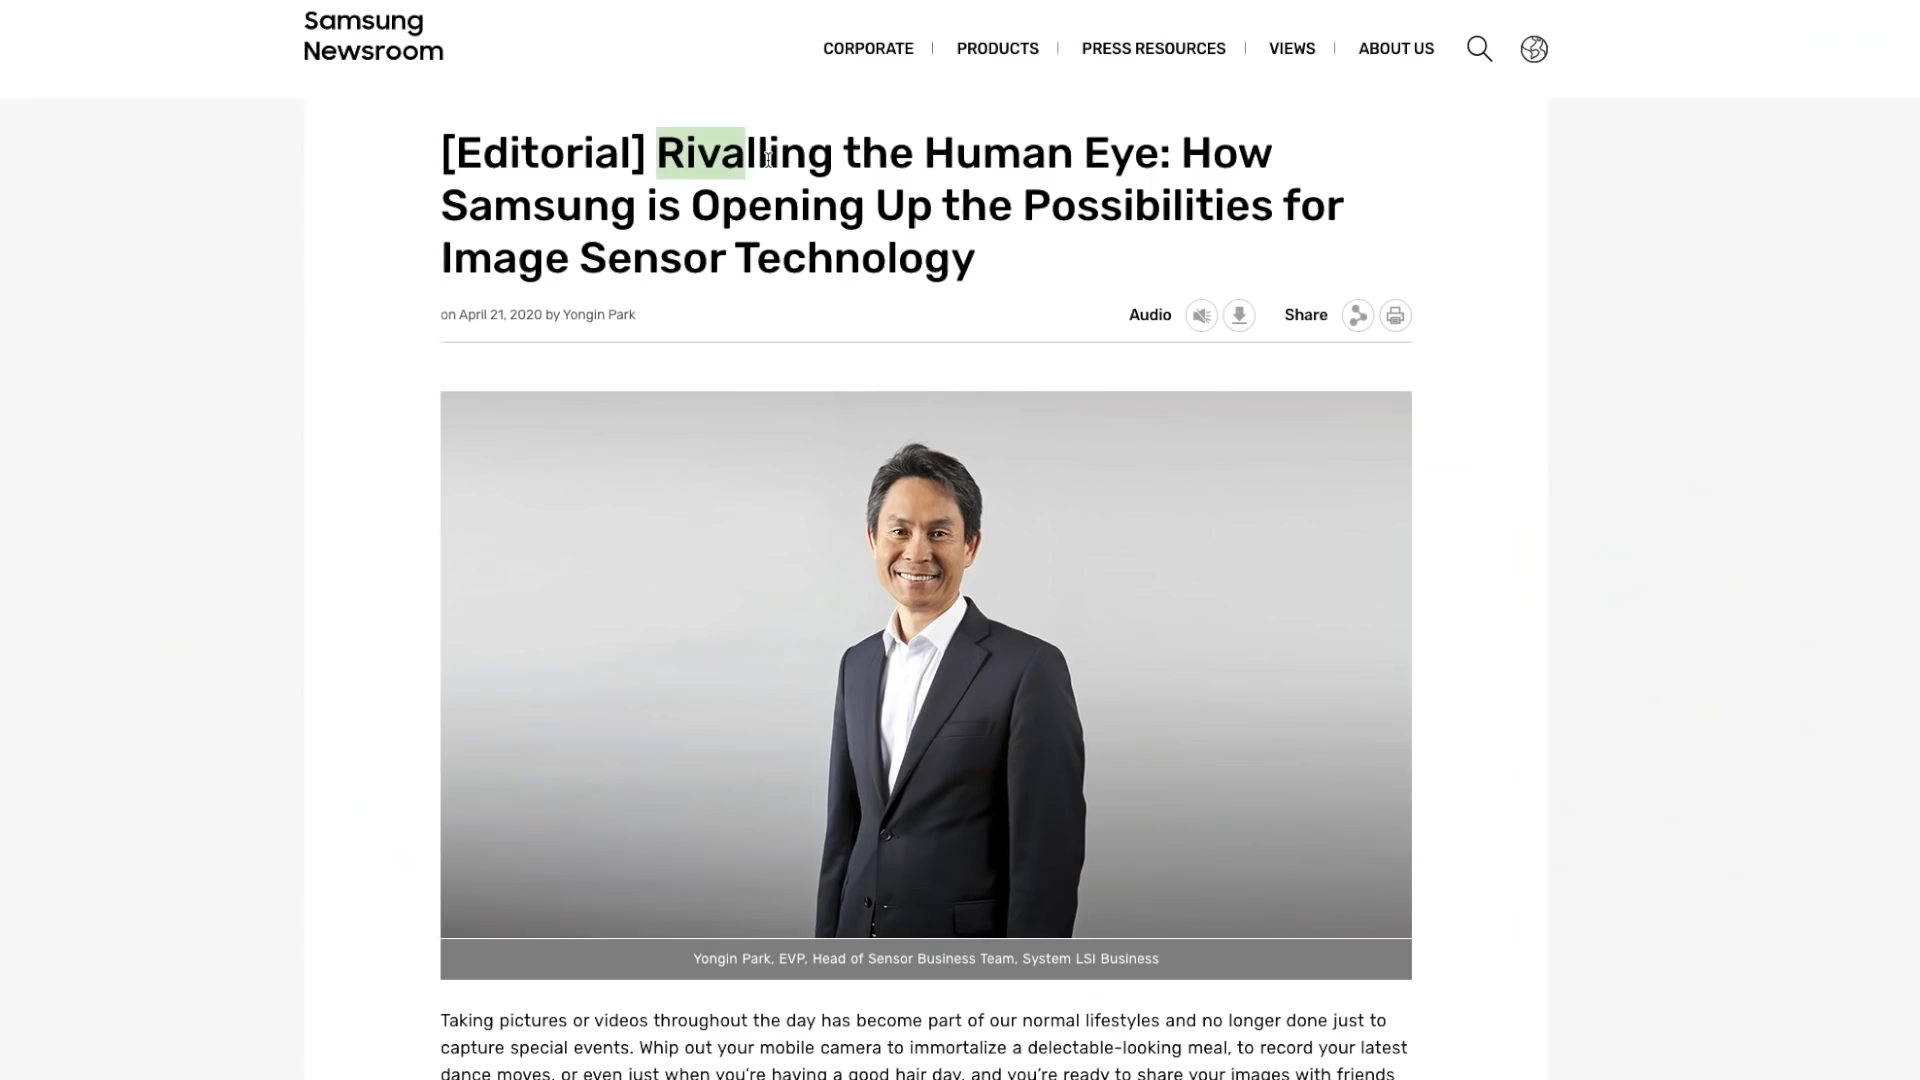 Samsung
Newsroom
CORPORATE
PRODUCTS
PRESS RESOURCES
VIEWS
ABOUT US
[Editorial] Rivalling the Human Eye: How
Samsung is Opening Up the Possibilities for
Image Sensor Technology
on April 21, 2020 by Yongin Park
Audio
Share
Yongin Park, EVP, Head of Sensor Business Team, System LSI Business
Taking pictures or videos throughout the day has become part of our normal lifestyles and no longer done just to
capture special events. Whip out your mobile camera to immortalize a delectable-looking meal, to record your latest
dance moves, or even just when you're having a good hair day, and you're ready to share your images with friends